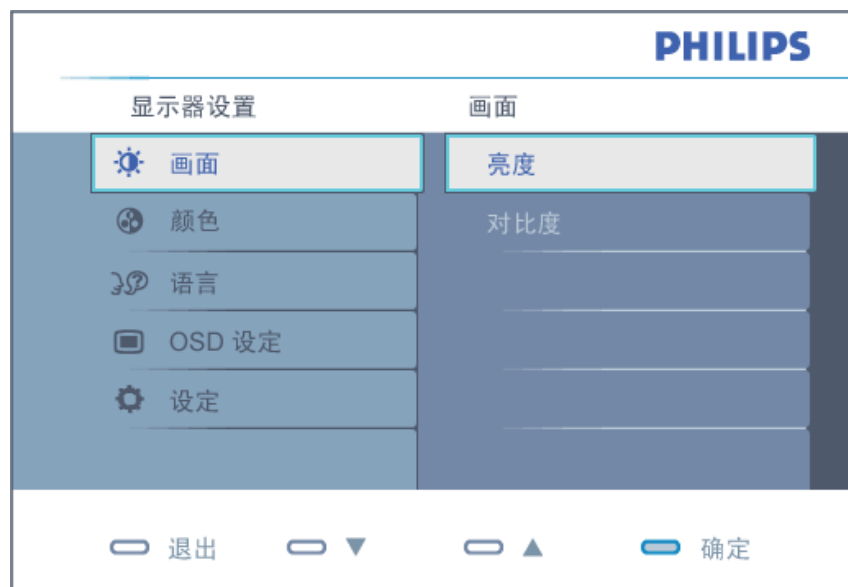 PHILIPS
显示器设置 画面
画面 亮度
颜色 对比度
语言
OSD 设定
设定
退出 ▼ ▲ 确定